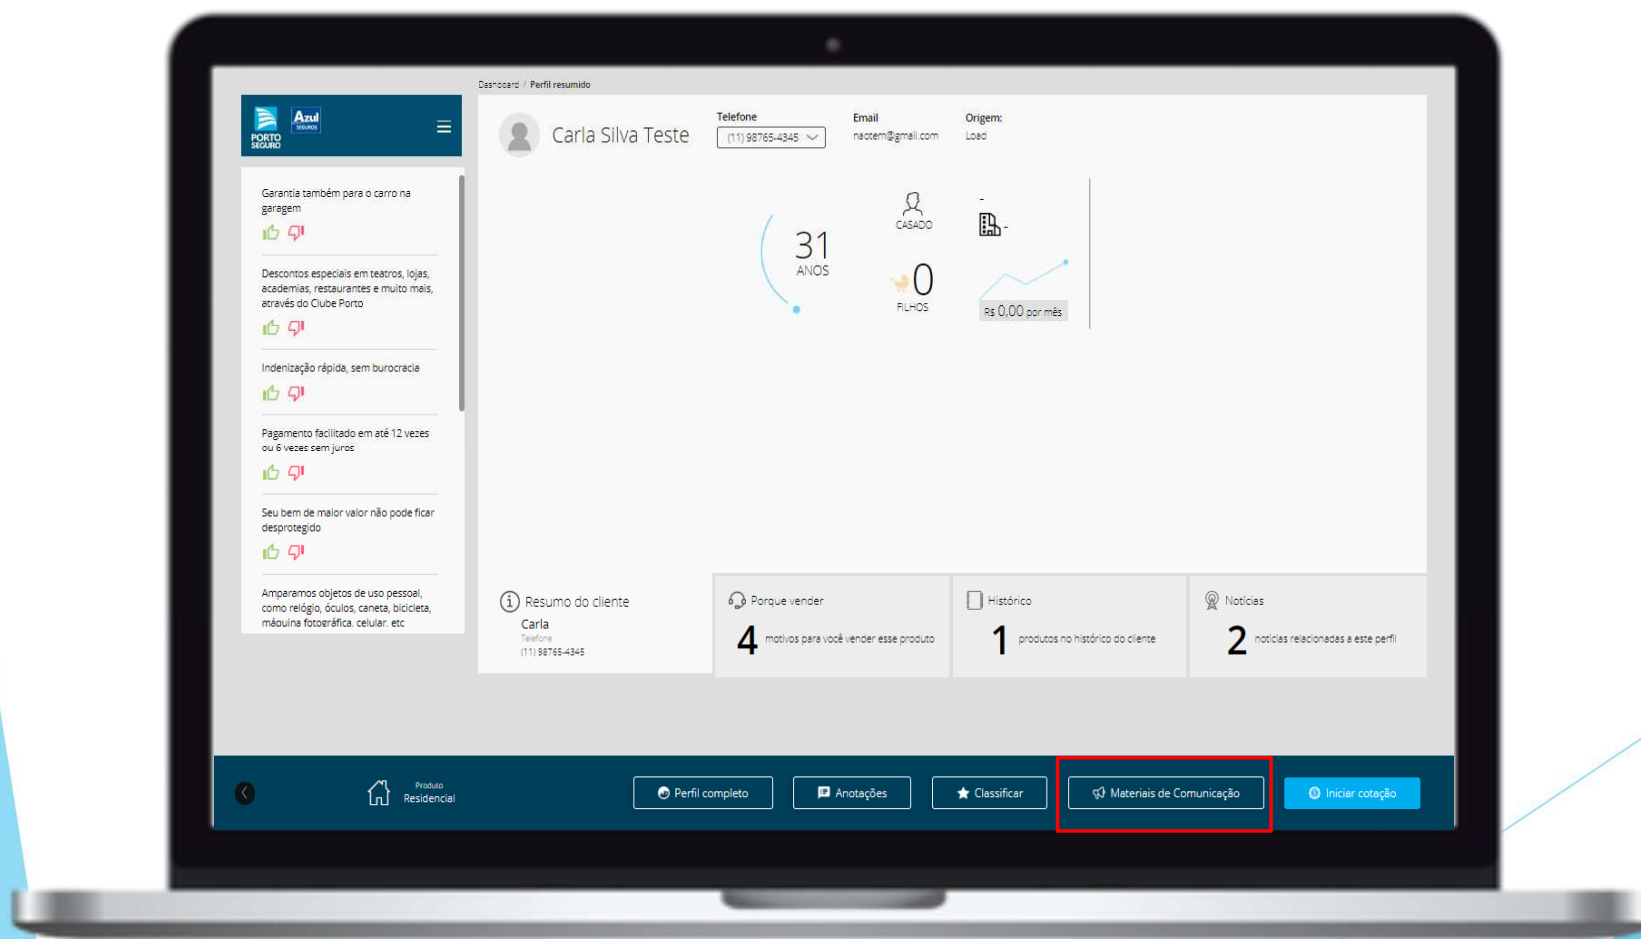 Dashboard / Perfil resumido
PORTO
SEGURO
Azul
SEGUROS
Carla Silva Teste
Telefone
(11) 98765-4345
Email
naotem@gmail.com
Origem:
Load
Garantia também para o carro na
garagem
Descontos especiais em teatros, lojas,
academias, restaurantes e muito mais,
através do Clube Porto
Indenização rápida, sem burocracia
Pagamento facilitado em até 12 vezes
ou 6 vezes sem juros
Seu bem de maior valor não pode ficar
desprotegido
Amparamos objetos de uso pessoal,
como relógio, óculos, caneta, bicicleta,
máquina fotográfica, celular, etc
31
ANOS
CASADO
0
FILHOS
-
-
R$ 0,00 por mês
Resumo do cliente
Carla
Telefone
(11) 98765-4345
Porque vender
4 motivos para você vender esse produto
Histórico
1 produtos no histórico do cliente
Notícias
2 notícias relacionadas a este perfil
Produto
Residencial
Perfil completo
Anotações
Classificar
Materiais de Comunicação
Iniciar cotação